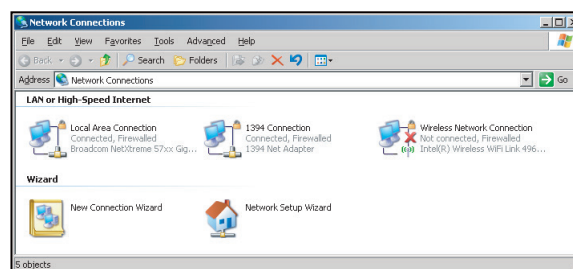 Network Connections
File Edit View Favorites Tools Advanced Help
Back Search Folders
Address Network Connections Go
LAN or High-Speed Internet
Local Area Connection
Connected, Firewalled
Broadcom NetXtreme 57xx Gig...
1394 Connection
Connected, Firewalled
1394 Net Adapter
Wireless Network Connection
Not connected, Firewalled
Intel(R) Wireless WiFi Link 496...
Wizard
New Connection Wizard
Network Setup Wizard
5 objects